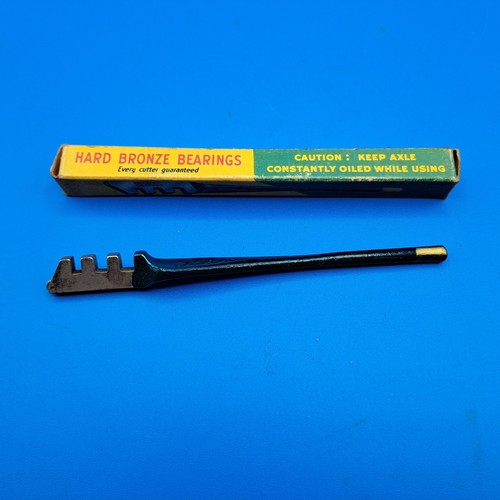 HARD BRONZE BEARINGS
Every cutter guaranteed
CAUTION: KEEP AXLE
CONSTANTLY OILED WHILE USING